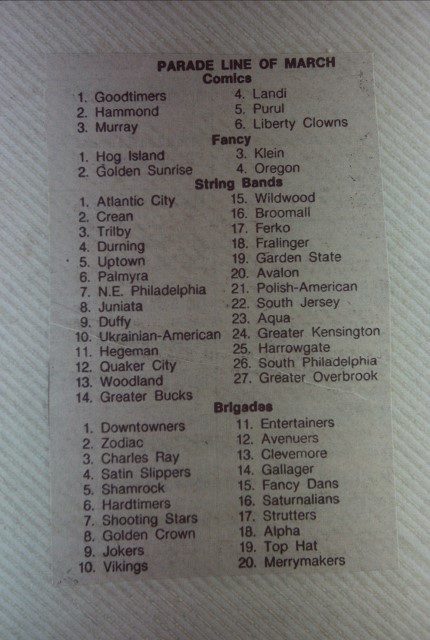 PARADE LINE OF MARCH
Comics
1. Goodtimers
2. Hammond
3. Murray
4. Landi
5. Purul
6. Liberty Clowns
Fancy
1. Hog Island
2. Golden Sunrise
3. Klein
4. Oregon
String Bands
1. Atlantic City
2. Crean
3. Trilby
4. Durning
5. Uptown
6. Palmyra
7. N.E. Philadelphia
8. Juniata
9. Duffy
10. Ukrainian-American
11. Hegeman
12. Quaker City
13. Woodland
14. Greater Bucks
15. Wildwood
16. Broomall
17. Ferko
18. Fralinger
19. Garden State
20. Avalon
21. Polish-American
22. South Jersey
23. Aqua
24. Greater Kensington
25. Harrowgate
26. South Philadelphia
27. Greater Overbrook
Brigades
1. Downtowners
2. Zodiac
3. Charles Ray
4. Satin Slippers
5. Shamrock
6. Hardtimers
7. Shooting Stars
8. Golden Crown
9. Jokers
10. Vikings
11. Entertainers
12. Avenuers
13. Clevemore
14. Gallager
15. Fancy Dans
16. Saturnalians
17. Strutters
18. Alpha
19. Top Hat
20. Merrymakers